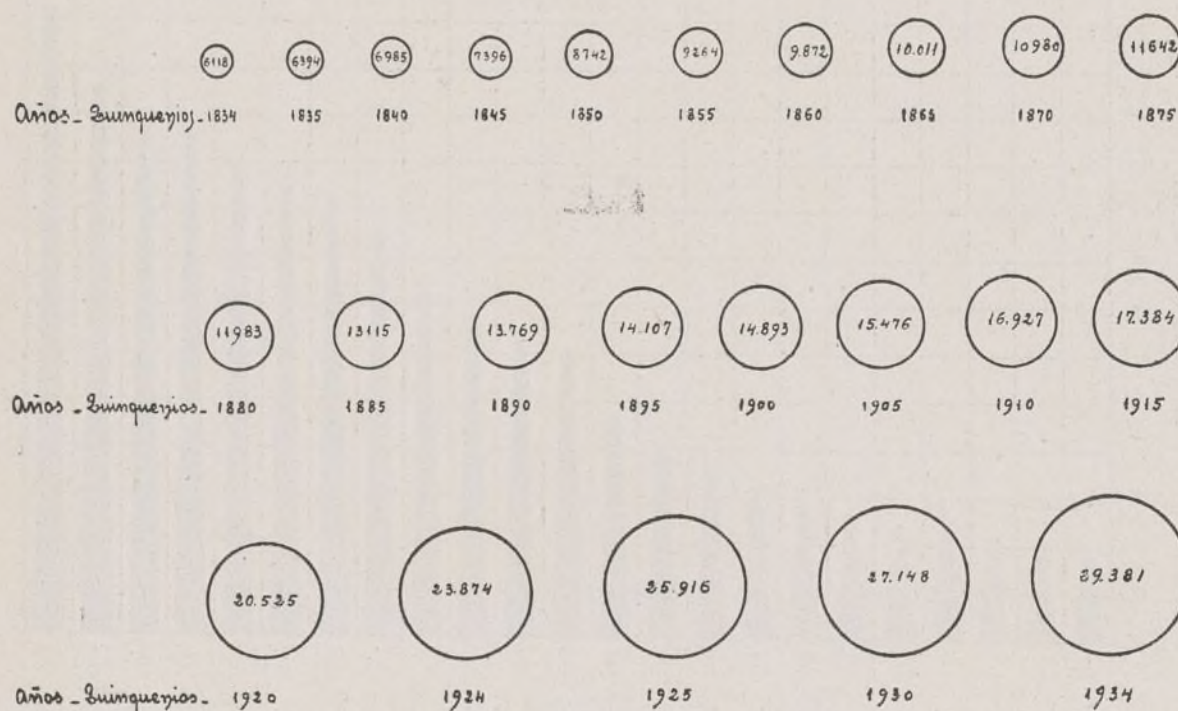 6118 6394 6985 7396 8742 9264 9.872 10.011 10980 11642
Años - Quinquenios - 1834 1835 1840 1845 1850 1855 1860 1865 1870 1875
11983 13115 13.769 14.107 14.893 15.476 16.927 17.384
Años - Quinquenios - 1880 1885 1890 1895 1900 1905 1910 1915
20.525 23.874 25.916 27.148 29.381
Años - Quinquenios - 1920 1924 1925 1930 1934